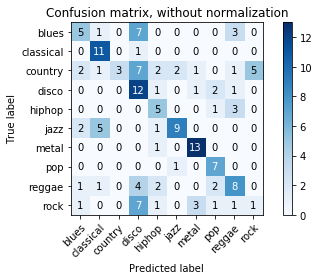 Confusion matrix, without normalization
True label
blues 5 1 0 7 0 0 0 0 3 0
classical 0 11 0 1 0 0 0 0 0 0
country 2 1 3 7 2 2 1 0 1 5
disco 0 0 0 12 1 0 1 2 1 0
hiphop 0 0 0 0 5 0 0 1 3 0
jazz 2 5 0 0 1 9 0 0 0 0
metal 0 0 0 0 1 0 13 0 0 0
pop 0 0 0 0 0 1 0 7 0 0
reggae 1 1 0 4 2 0 0 2 8 0
rock 1 0 0 7 1 0 3 1 1 1
blues classical country disco hiphop jazz metal pop reggae rock
Predicted label
12
10
8
6
4
2
0